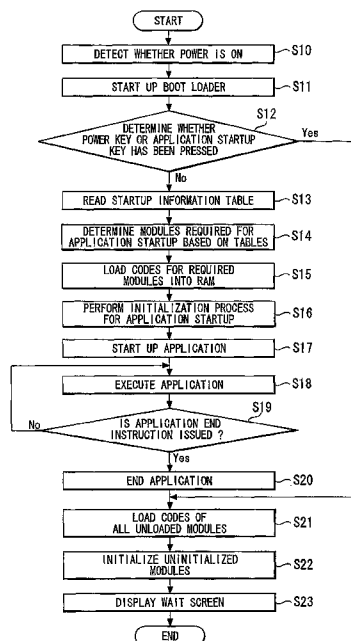 START
DETECT WHETHER POWER IS ON
S10
START UP BOOT LOADER
S11
S12
DETERMINE WHETHER
POWER KEY OR APPLICATION STARTUP
KEY HAS BEEN PRESSED
Yes
No
READ STARTUP INFORMATION TABLE
S13
DETERMINE MODULES REQUIRED FOR
APPLICATION STARTUP BASED ON TABLES
S14
LOAD CODES FOR REQUIRED
MODULES INTO RAM
S15
PERFORM INITIALIZATION PROCESS
FOR APPLICATION STARTUP
S16
START UP APPLICATION
S17
EXECUTE APPLICATION
S18
S19
No
IS APPLICATION END
INSTRUCTION ISSUED ?
Yes
END APPLICATION
S20
LOAD CODES OF
ALL UNLOADED MODULES
S21
INITIALIZE UNINITIALIZED
MODULES
S22
DISPLAY WAIT SCREEN
S23
END